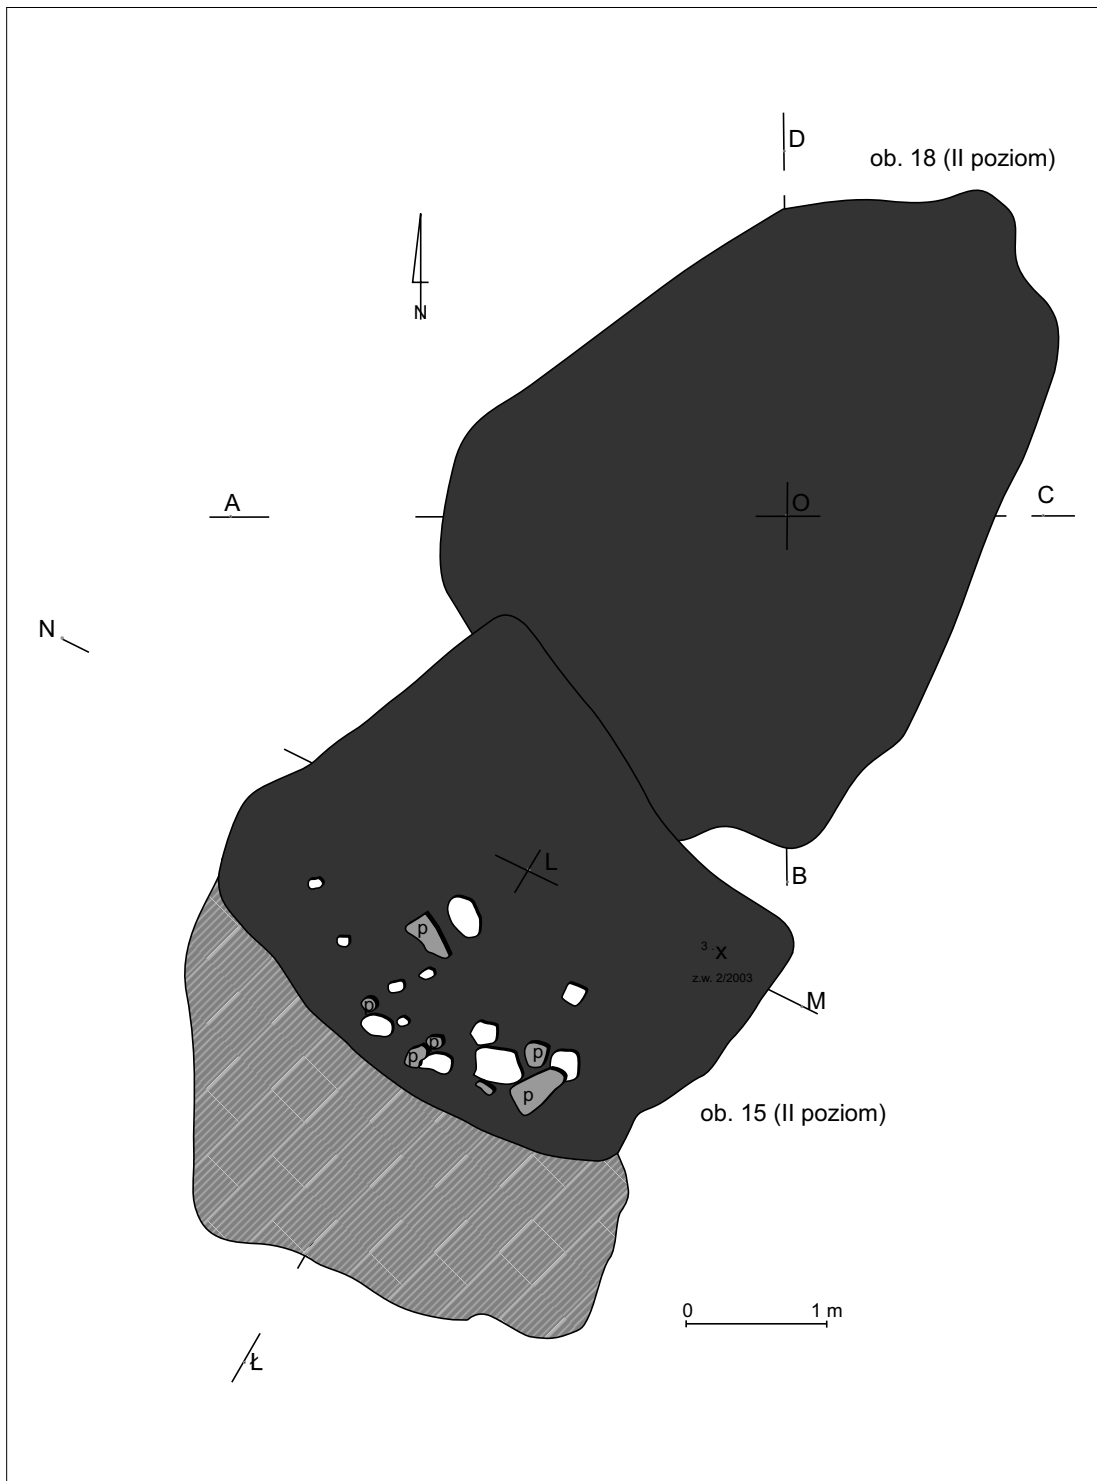 D
ob. 18 (II poziom)
N
A
O
C
N
L
B
p
3 x
z.w. 2/2003
M
p
p
p
p
p
ob. 15 (II poziom)
0 1 m
Ł